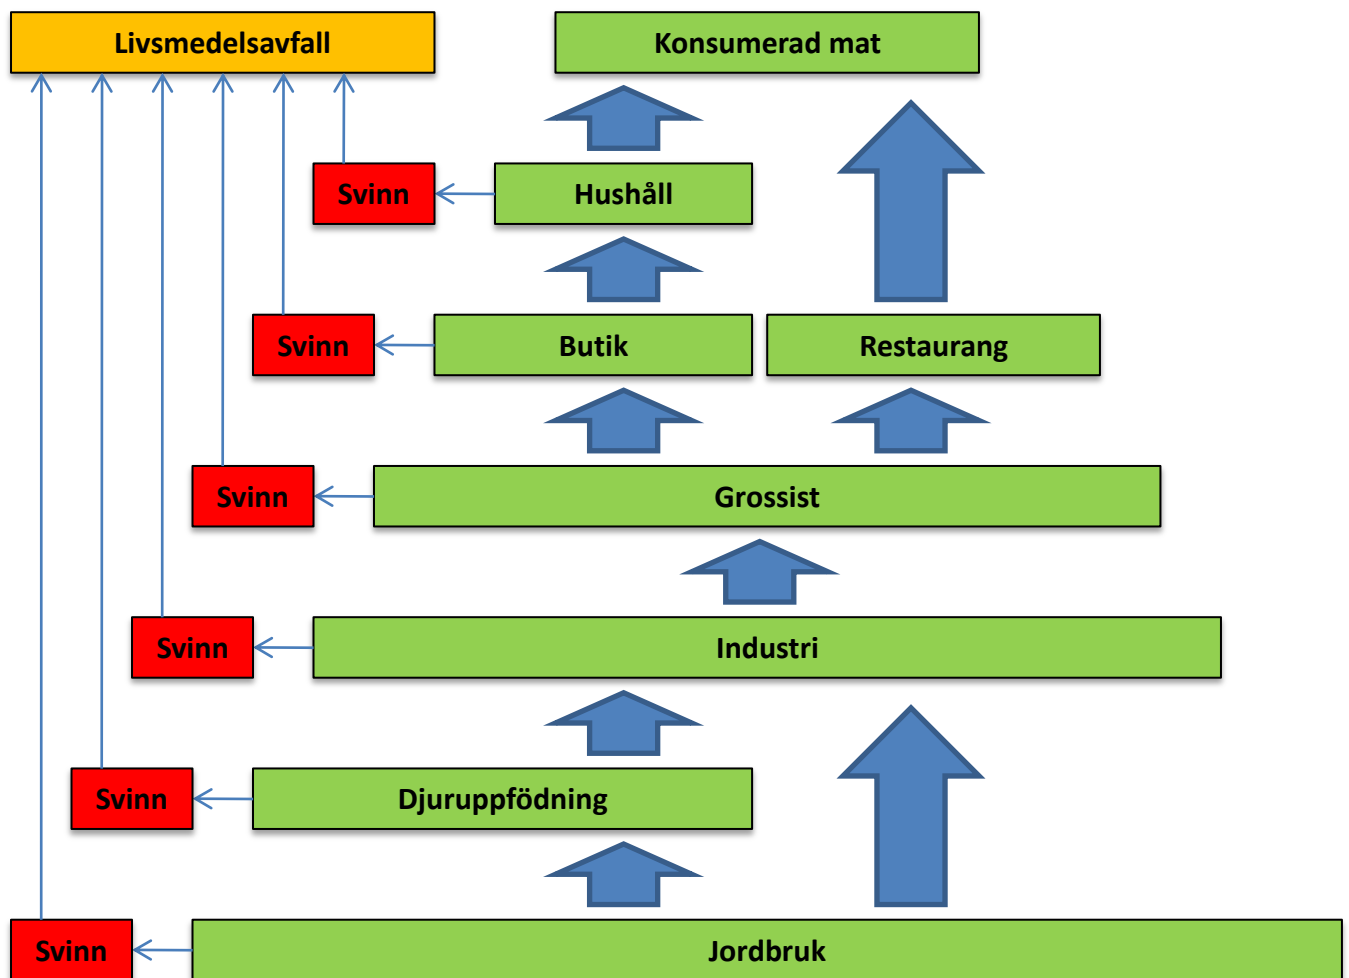 Livsmedelsavfall
Konsumerad mat
Svinn
Hushåll
Svinn
Butik
Restaurang
Svinn
Grossist
Svinn
Industri
Svinn
Djuruppfödning
Svinn
Jordbruk